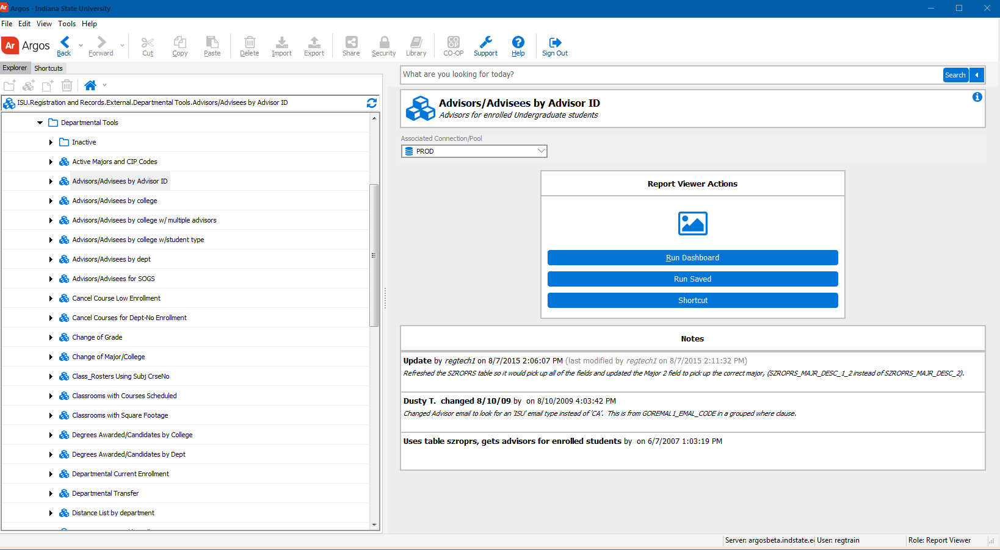 Ar Argos - Indiana State University
File Edit View Tools Help
Ar Argos Back Forward Cut Copy Paste Delete Import Export Share Security Library CO-OP Support Help Sign Out
Explorer Shortcuts
What are you looking for today? Search
ISU.Registration and Records.External.Departmental Tools.Advisors/Advisees by Advisor ID
Departmental Tools
Inactive
Active Majors and CIP Codes
Advisors/Advisees by Advisor ID
Advisors/Advisees by college
Advisors/Advisees by college w/ multiple advisors
Advisors/Advisees by college w/student type
Advisors/Advisees by dept
Advisors/Advisees for SOGS
Cancel Course Low Enrollment
Cancel Courses for Dept-No Enrollment
Change of Grade
Change of Major/College
Class_Rosters Using Subj CrseNo
Classrooms with Courses Scheduled
Classrooms with Square Footage
Degrees Awarded/Candidates by College
Degrees Awarded/Candidates by Dept
Departmental Current Enrollment
Departmental Transfer
Distance List by department
Advisors/Advisees by Advisor ID
Advisors for enrolled Undergraduate students
Associated Connection/Pool
PROD
Report Viewer Actions
Run Dashboard
Run Saved
Shortcut
Notes
Update by regtech1 on 8/7/2015 2:06:07 PM (last modified by regtech1 on 8/7/2015 2:11:32 PM)
Refreshed the SZROPRS table so it would pick up all of the fields and updated the Major 2 field to pick up the correct major, (SZROPRS_MAJR_DESC_1_2 instead of SZROPRS_MAJR_DESC_2).
Dusty T. changed 8/10/09 by on 8/10/2009 4:03:42 PM
Changed Advisor email to look for an 'ISU' email type instead of 'CA'. This is from GOREMAL1_EMAL_CODE in a grouped where clause.
Uses table szroprs, gets advisors for enrolled students by on 6/7/2007 1:03:19 PM
Server: argosbeta.indstate.e User: regtrain Role: Report Viewer